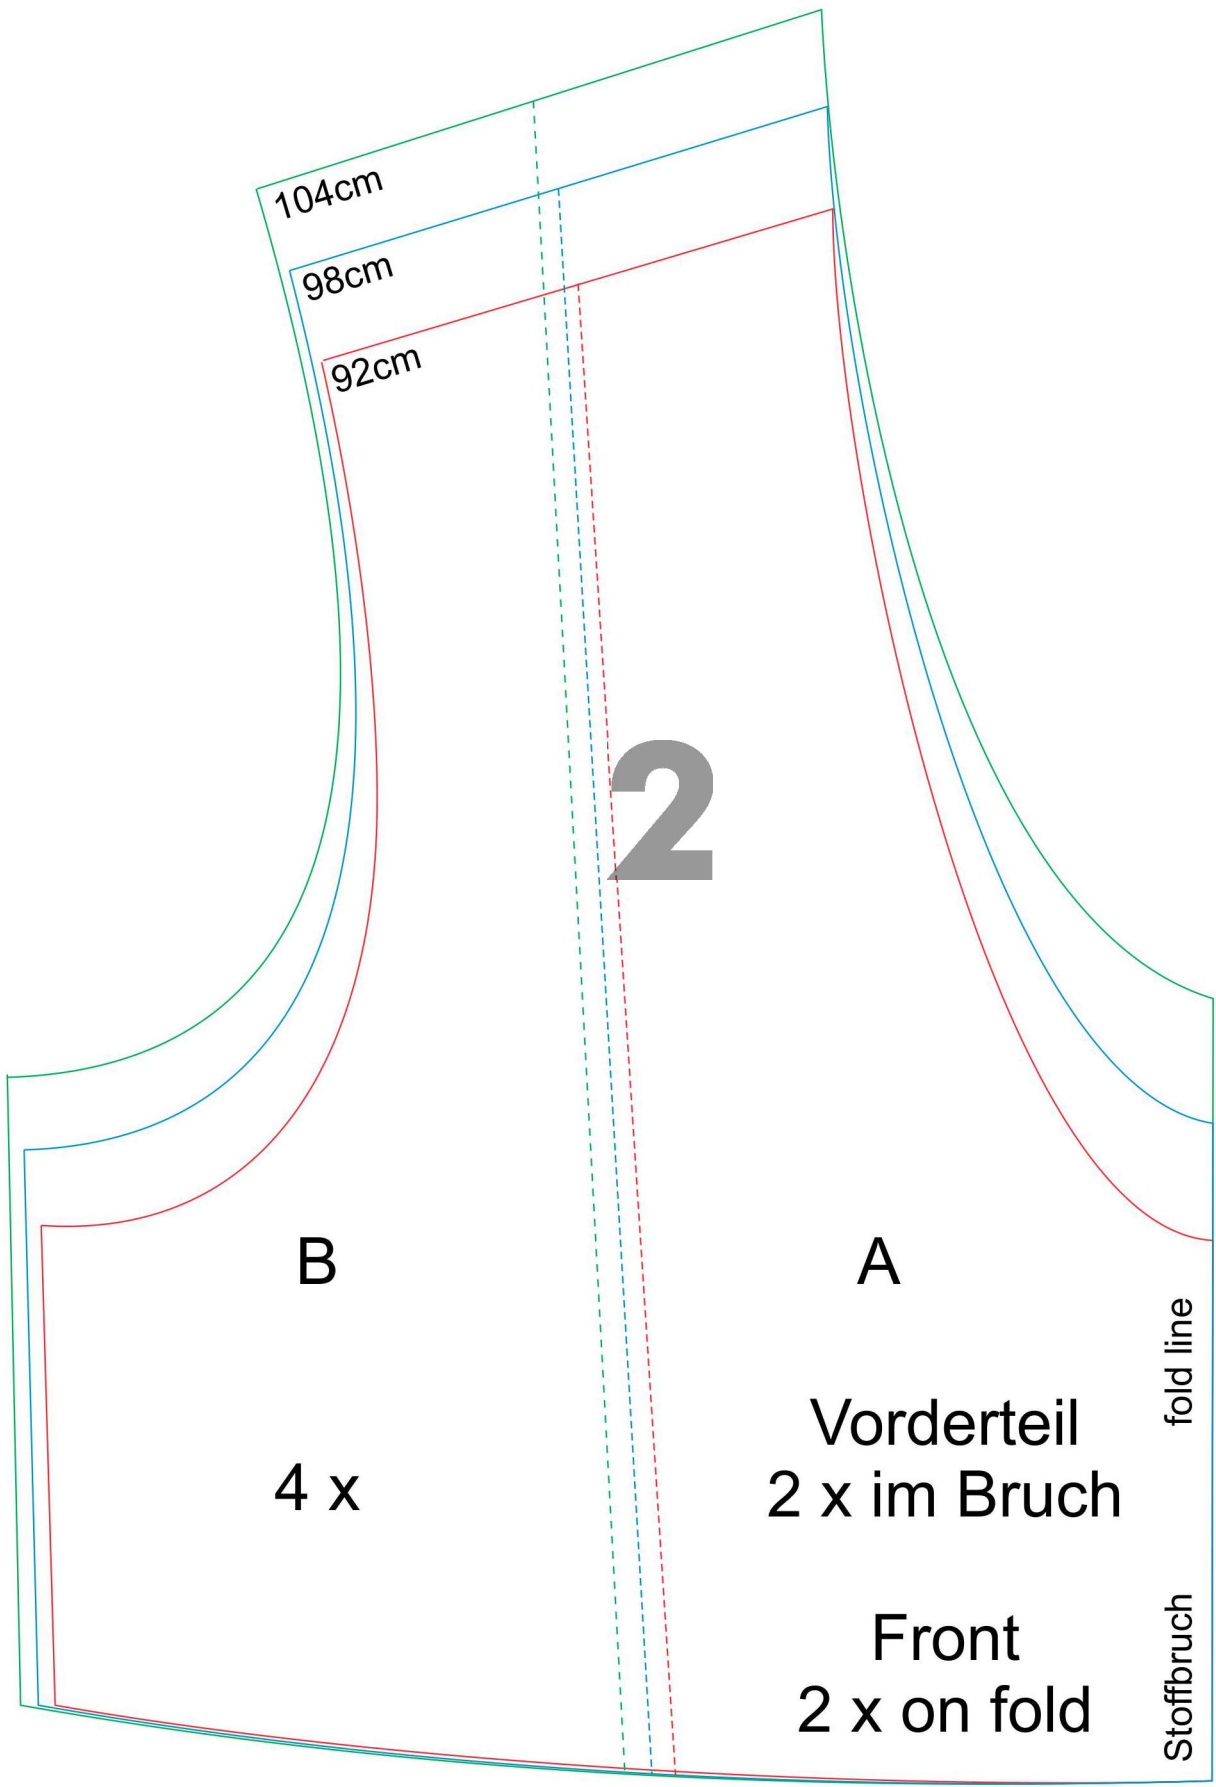 104cm
98cm
92cm
2
B
A
fold line
Vorderteil
2 x im Bruch
4 x
Front
2 x on fold
Stoffbruch